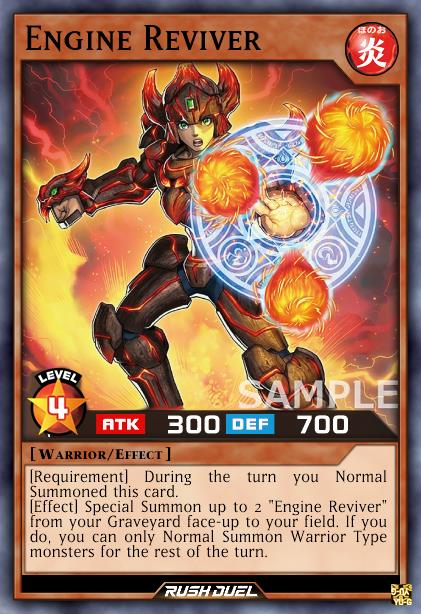 Engine Reviver
ほのお
炎
SAMPLE
LEVEL
4
ATK 300 DEF 700
[Warrior/Effect]
[Requirement] During the turn you Normal
Summoned this card.
[Effect] Special Summon up to 2 "Engine Reviver"
from your Graveyard face-up to your field. If you
do, you can only Normal Summon Warrior Type
monsters for the rest of the turn.
RUSH DUEL